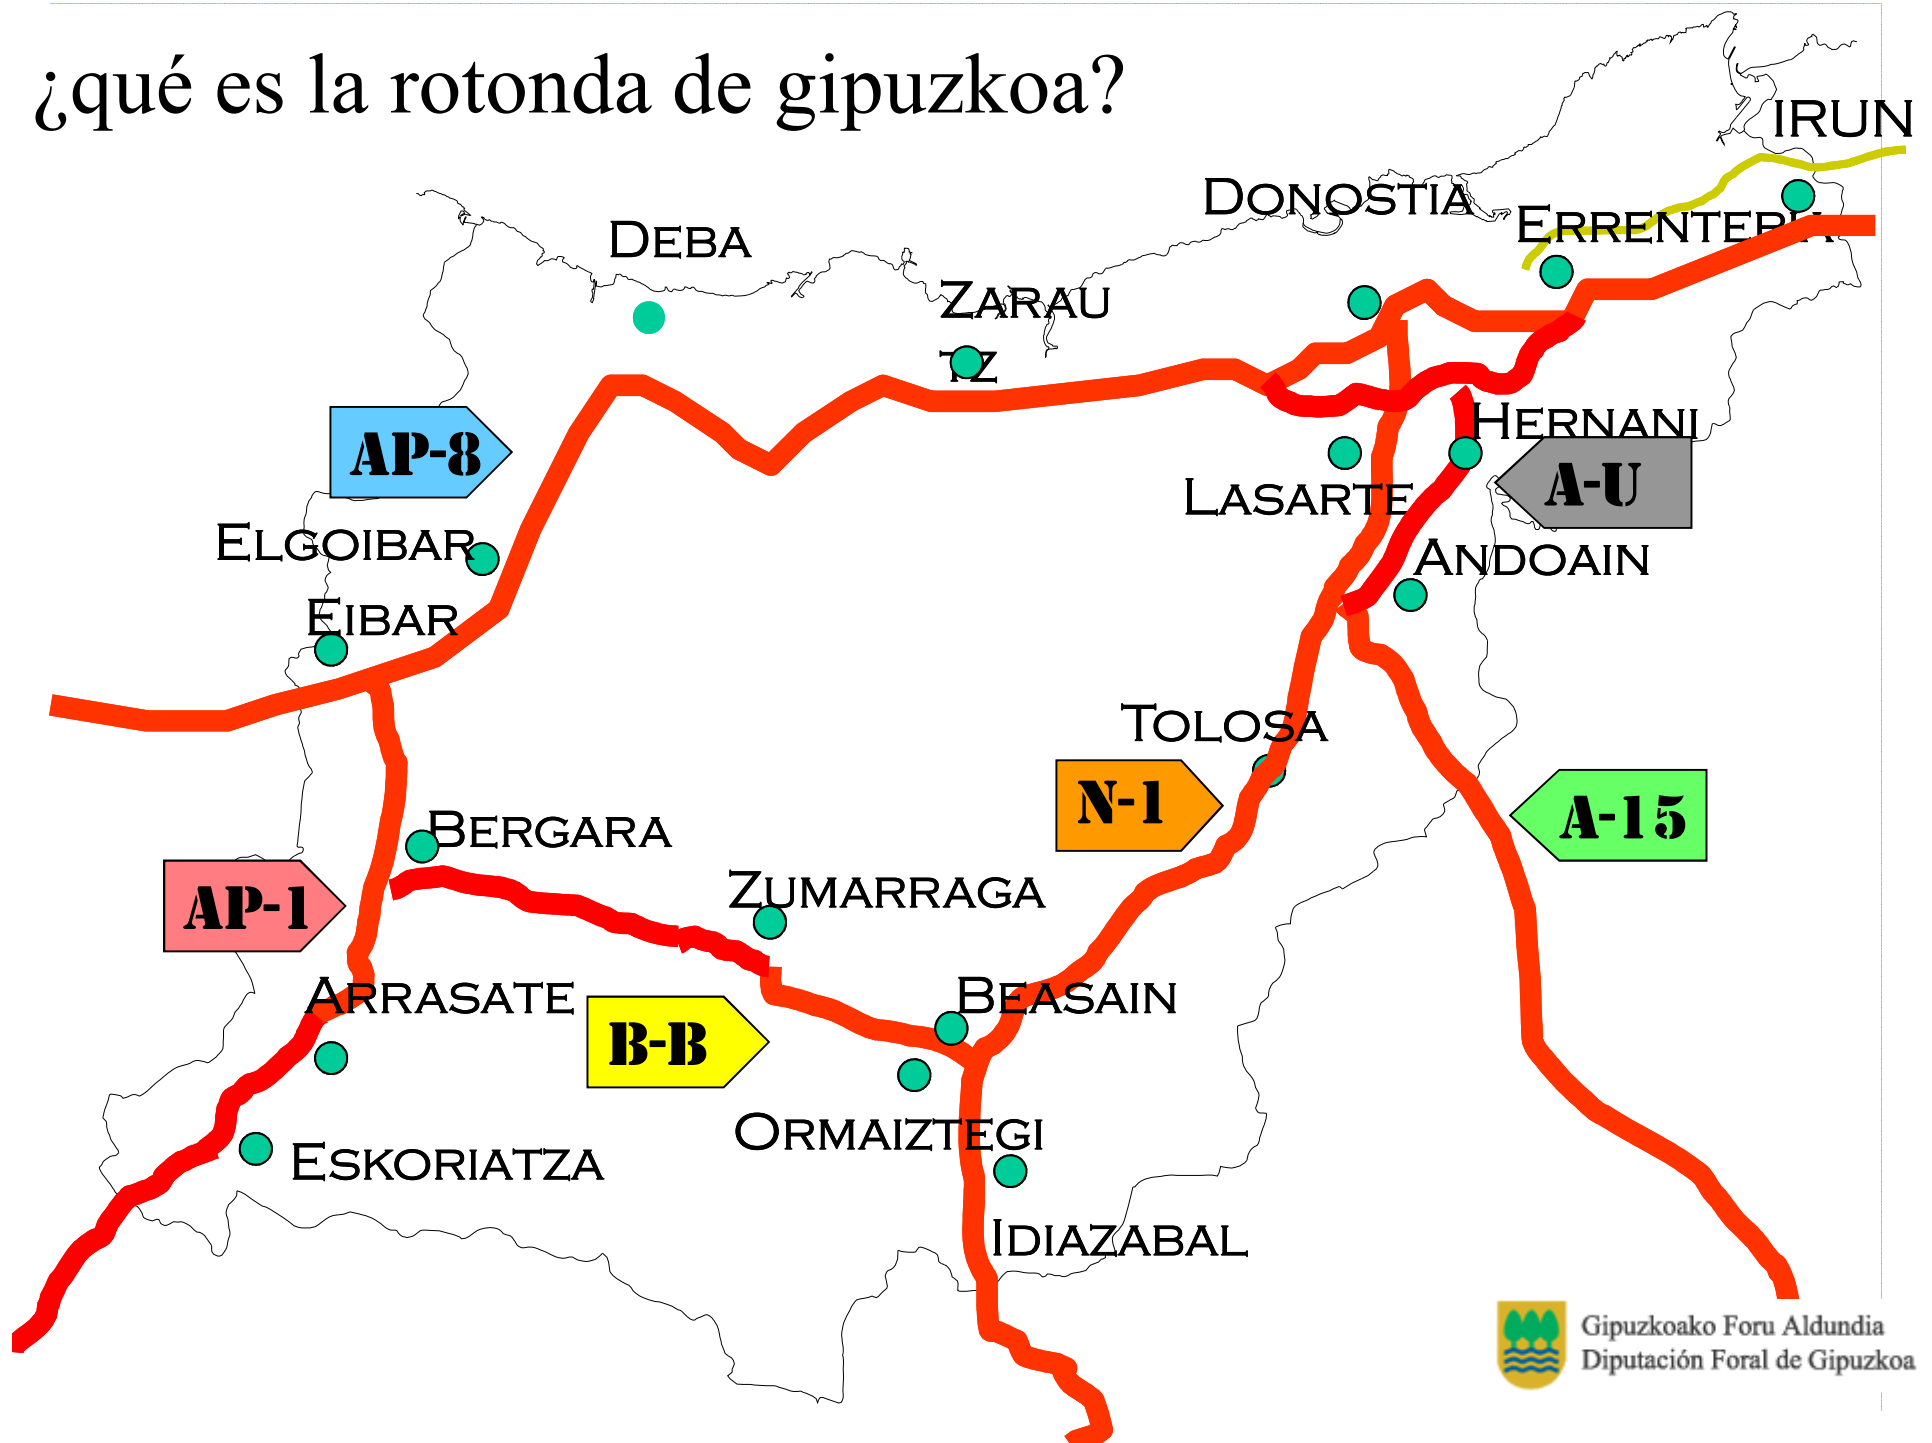 ¿qué es la rotonda de gipuzkoa?
IRUN
DONOSTIA
ERRENTERIA
DEBA
ZARAU
TZ
HERNANI
AP-8
A-U
LASARTE
ELGOIBAR
ANDOAIN
EIBAR
TOLOSA
N-1
A-15
BERGARA
ZUMARRAGA
AP-1
ARRASATE
BEASAIN
B-B
ORMAIZTEGI
ESKORIATZA
IDIAZABAL
Gipuzkoako Foru Aldundia
Diputación Foral de Gipuzkoa